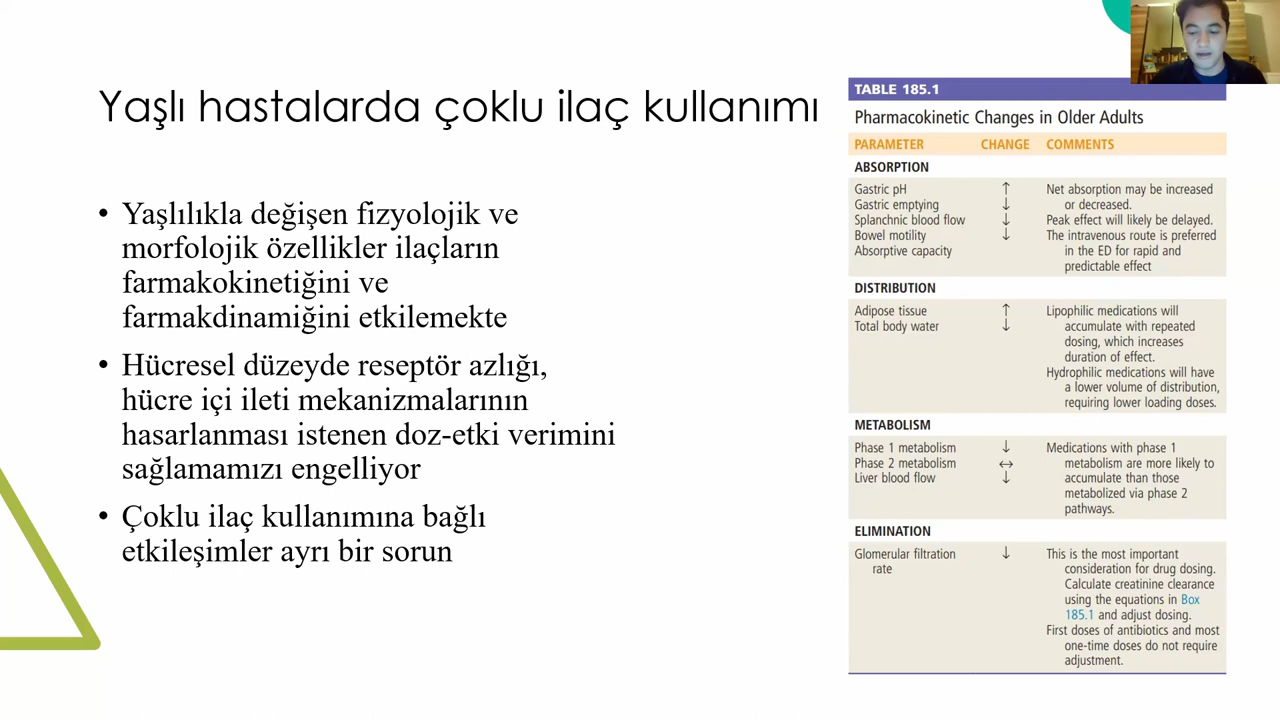 Yaşlı hastalarda çoklu ilaç kullanımı
• Yaşlılıkla değişen fizyolojik ve
morfolojik özellikler ilaçların
farmakokinetiğini ve
farmakdinamiğini etkilemekte
• Hücresel düzeyde reseptör azlığı,
hücre içi ileti mekanizmalarının
hasarlanması istenen doz-etki verimini
sağlamamızı engelliyor
• Çoklu ilaç kullanımına bağlı
etkileşimler ayrı bir sorun
TABLE 185.1
Pharmacokinetic Changes in Older Adults
PARAMETER CHANGE COMMENTS
ABSORPTION
Gastric pH ↑ Net absorption may be increased
Gastric emptying ↓ or decreased.
Splanchnic blood flow ↓ Peak effect will likely be delayed.
Bowel motility ↓ The intravenous route is preferred
Absorptive capacity in the ED for rapid and
predictable effect
DISTRIBUTION
Adipose tissue ↑ Lipophilic medications will
Total body water ↓ accumulate with repeated
dosing, which increases
duration of effect.
Hydrophilic medications will have
a lower volume of distribution,
requiring lower loading doses.
METABOLISM
Phase 1 metabolism ↓ Medications with phase 1
Phase 2 metabolism ↔ metabolism are more likely to
Liver blood flow ↓ accumulate than those
metabolized via phase 2
pathways.
ELIMINATION
Glomerular filtration ↓ This is the most important
rate consideration for drug dosing.
Calculate creatinine clearance
using the equations in Box
185.1 and adjust dosing.
First doses of antibiotics and most
one-time doses do not require
adjustment.